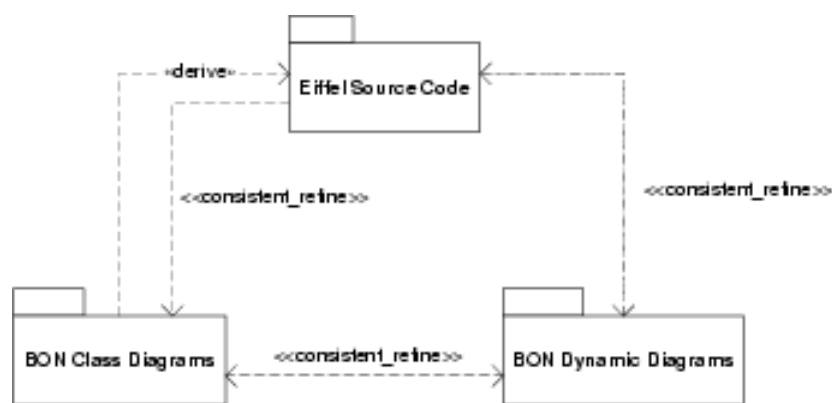 «derive»
Eiffel Source Code
<<consistent_refine>>
<<consistent_refine>>
BON Class Diagrams
<<consistent_refine>>
BON Dynamic Diagrams